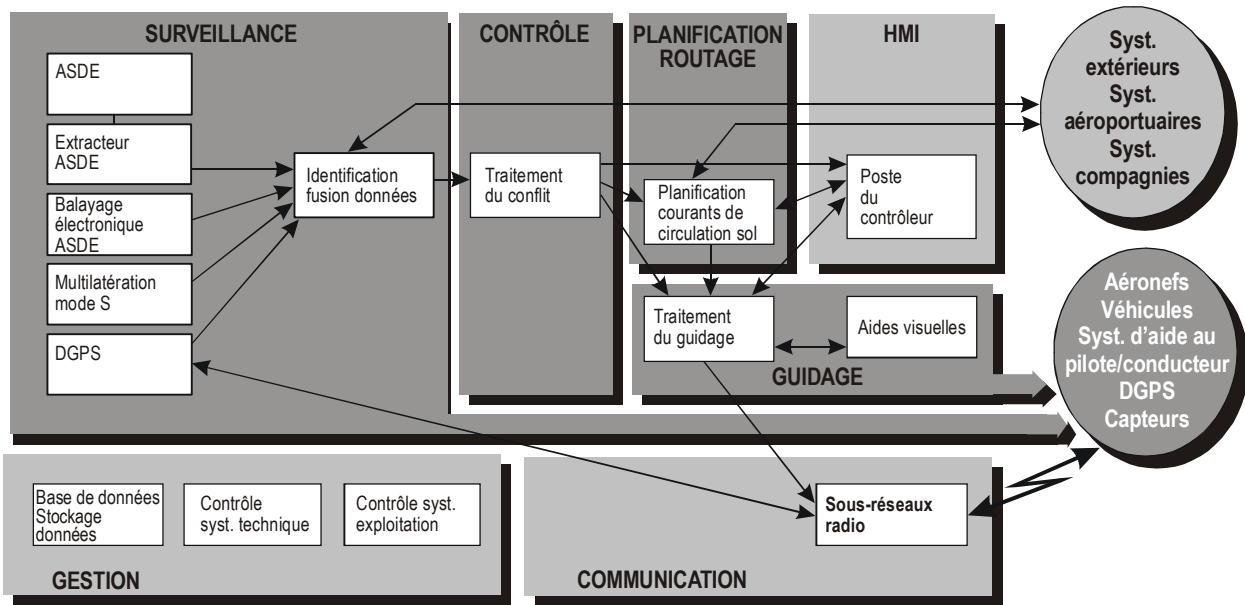 SURVEILLANCE
ASDE
Extracteur
ASDE
Balayage
électronique
ASDE
Multilatération
mode S
DGPS
Identification
fusion données
CONTRÔLE
Traitement
du conflit
PLANIFICATION
ROUTAGE
Planification
courants de
circulation sol
HMI
Poste
du
contrôleur
Syst.
extérieurs
Syst.
aéroportuaires
Syst.
compagnies
Traitement
du guidage
Aides visuelles
GUIDAGE
Aéronefs
Véhicules
Syst. d'aide au
pilote/conducteur
DGPS
Capteurs
Base de données
Stockage
données
Contrôle
syst. technique
Contrôle syst.
exploitation
GESTION
Sous-réseaux
radio
COMMUNICATION